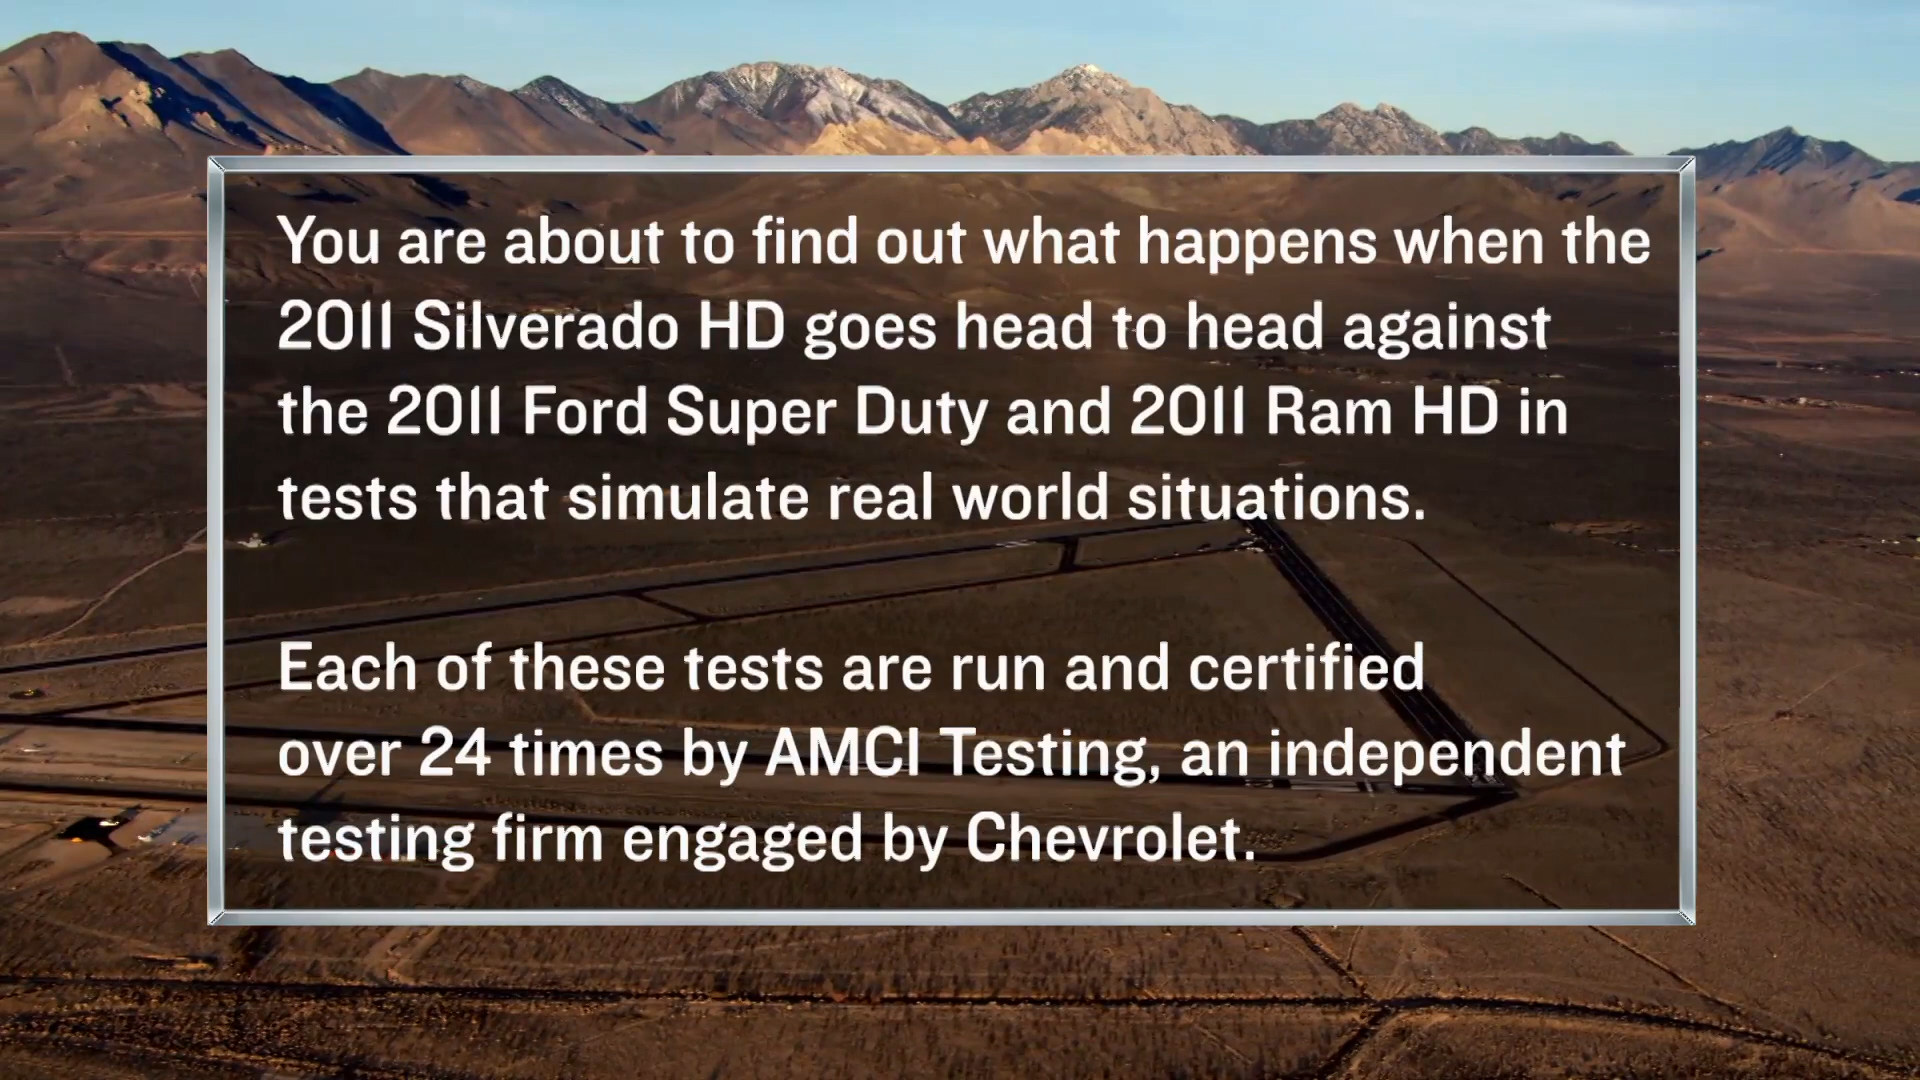 You are about to find out what happens when the
2011 Silverado HD goes head to head against
the 2011 Ford Super Duty and 2011 Ram HD in
tests that simulate real world situations.
Each of these tests are run and certified
over 24 times by AMCI Testing, an independent
testing firm engaged by Chevrolet.